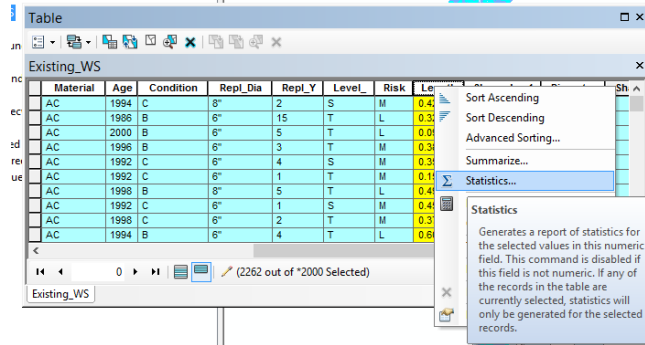 Table
Existing_WS
Material Age Condition Repl_Dia Repl_Y Level_ Risk
AC 1994 C 8" 2 S M 0.42
AC 1986 B 6" 15 T L
AC 2000 B 6" 5 T L
AC 1996 B 6" 3 T M
AC 1992 C 6" 4 S M
AC 1992 C 6" 1 T M
AC 1998 B 8" 5 T L
AC 1992 C 6" 1 S M
AC 1998 C 6" 2 T M
AC 1994 B 6" 4 T L
Sort Ascending
Sort Descending
Advanced Sorting...
Summarize...
Σ Statistics...
Statistics
Generates a report of statistics for
the selected values in this numeric
field. This command is disabled if
this field is not numeric. If any of
the records in the table are
currently selected, statistics will
only be generated for the selected
records.
0 (2262 out of *2000 Selected)
Existing_WS